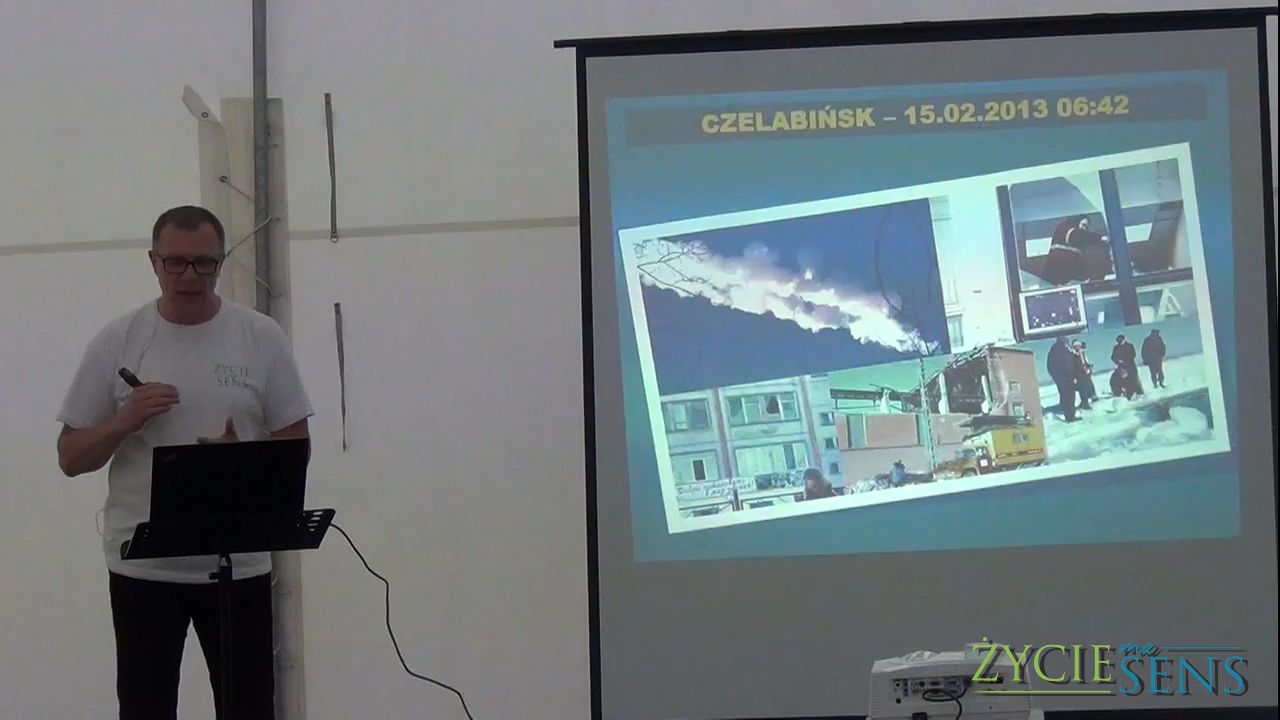 CZELABIŃSK – 15.02.2013 06:42
ŻYCIE
SENS
ŻYCIE ma
SENS